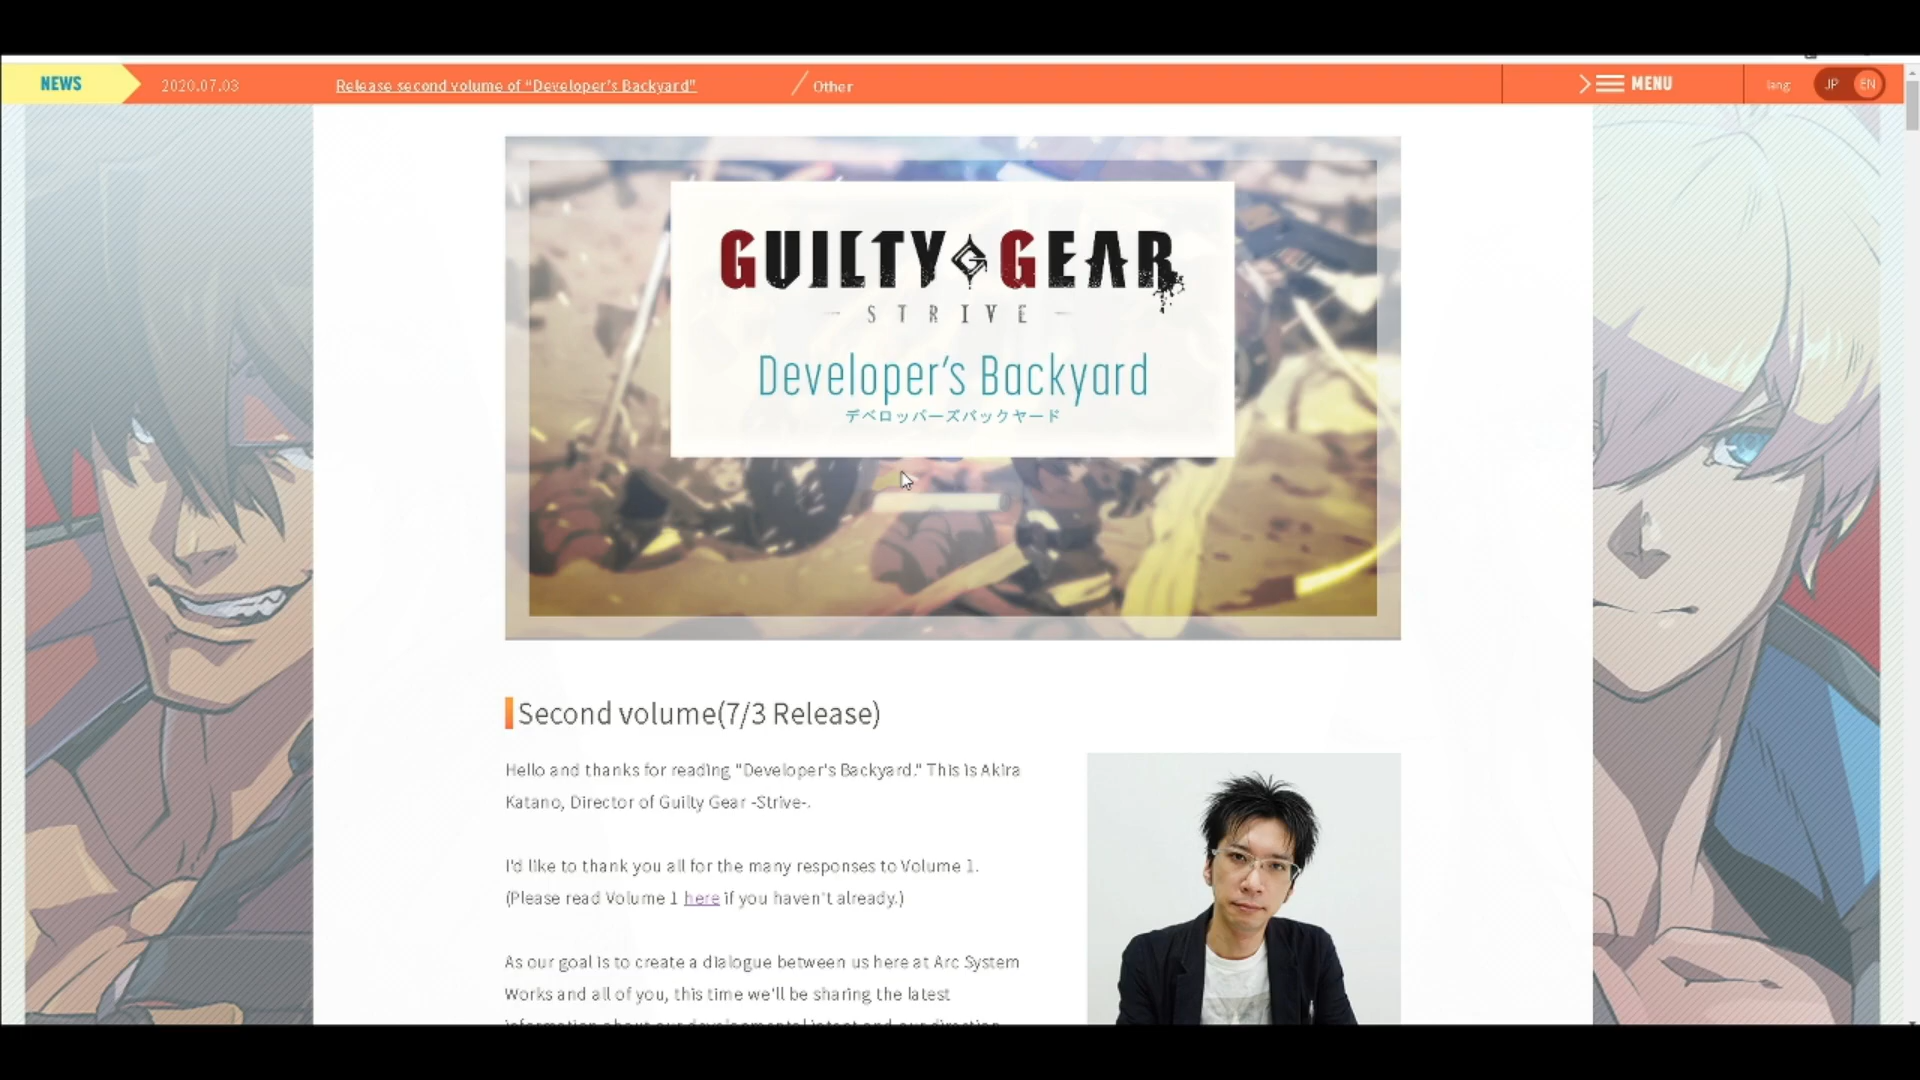 NEWS
2020.07.03
Release second volume of “Developer’s Backyard”
Other
MENU
lang
JP
EN
GUILTY GEAR
STRIVE
Developer’s Backyard
デベロッパーズバックヤード
Second volume(7/3 Release)
Hello and thanks for reading "Developer's Backyard." This is Akira
Katano, Director of Guilty Gear -Strive-.
I'd like to thank you all for the many responses to Volume 1.
(Please read Volume 1 here if you haven't already.)
As our goal is to create a dialogue between us here at Arc System
Works and all of you, this time we'll be sharing the latest